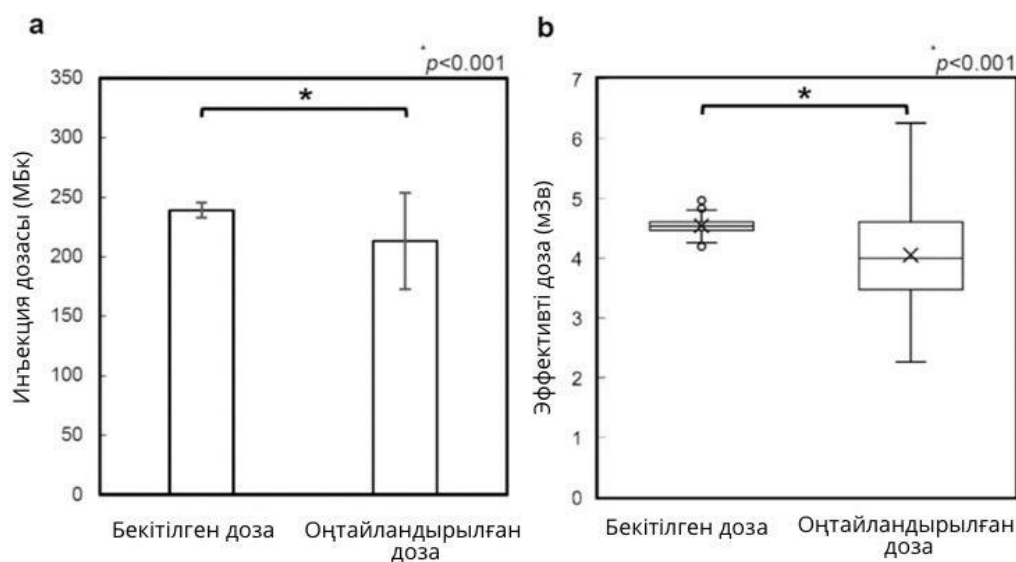 a
*
p<0.001
350
300
250
200
150
100
50
0
*
Инъекция дозасы (МБк)
Бекітілген доза
Оңтайландырылған
доза
b
*
p<0.001
7
6
5
4
3
2
1
0
*
Эффективті доза (мЗв)
Бекітілген доза
Оңтайландырылған
доза